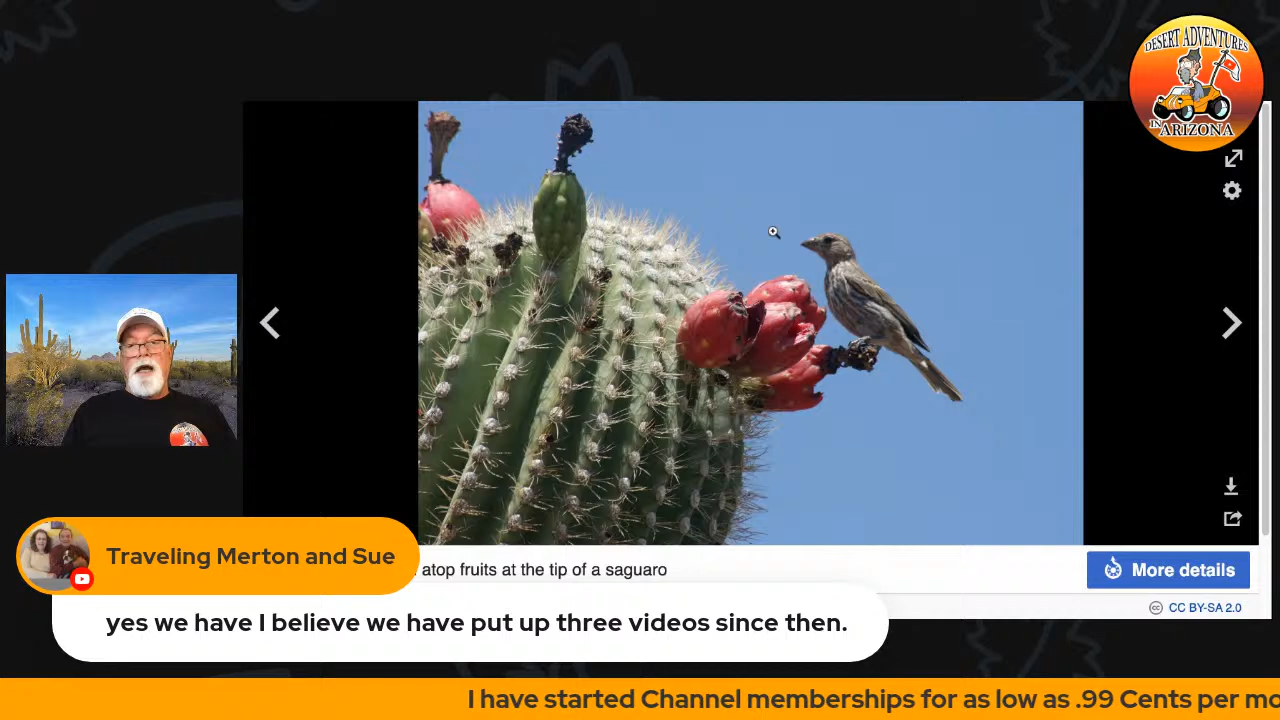 DESERT ADVENTURES
IN ARIZONA
Traveling Merton and Sue
atop fruits at the tip of a saguaro
More details
yes we have I believe we have put up three videos since then.
CC BY-SA 2.0
I have started Channel memberships for as low as .99 Cents per mo